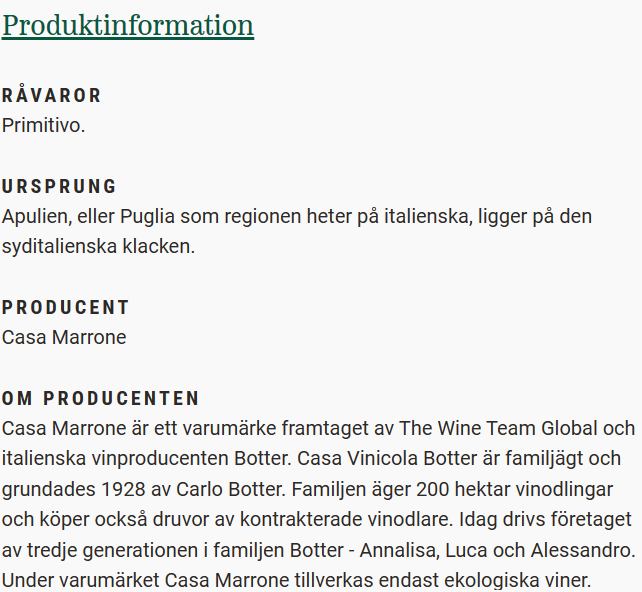 Produktinformation
RÅVAROR
Primitivo.
URSPRUNG
Apulien, eller Puglia som regionen heter på italienska, ligger på den
syditalienska klacken.
PRODUCENT
Casa Marrone
OM PRODUCENTEN
Casa Marrone är ett varumärke framtaget av The Wine Team Global och
italienska vinproducenten Botter. Casa Vinicola Botter är familjägt och
grundades 1928 av Carlo Botter. Familjen äger 200 hektar vinodlingar
och köper också druvor av kontrakterade vinodlare. Idag drivs företaget
av tredje generationen i familjen Botter - Annalisa, Luca och Alessandro.
Under varumärket Casa Marrone tillverkas endast ekologiska viner.